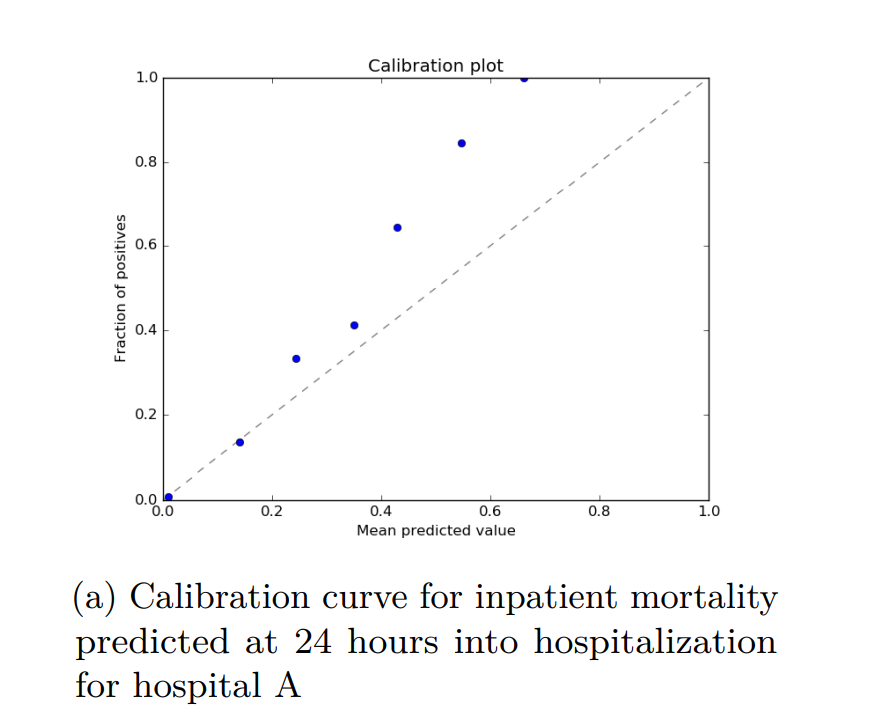 Calibration plot
1.0
0.8
0.6
0.4
0.2
0.0
Fraction of positives
0.0 0.2 0.4 0.6 0.8 1.0
Mean predicted value
(a) Calibration curve for inpatient mortality
predicted at 24 hours into hospitalization
for hospital A